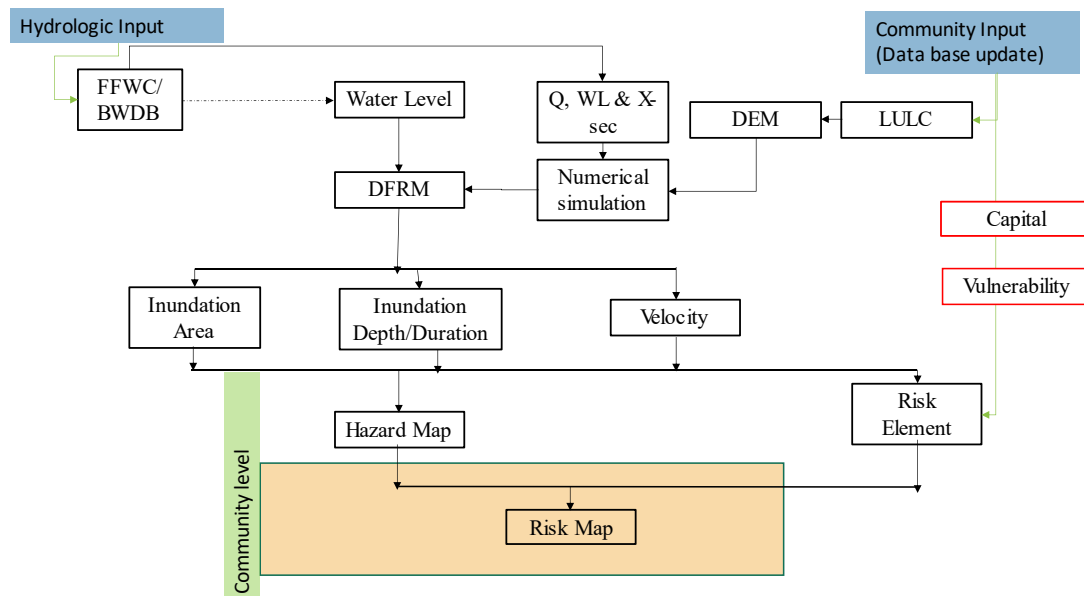 Hydrologic Input
Community Input
(Data base update)
FFWC/
BWDB
Water Level
Q, WL & X-
sec
DEM
LULC
DFRM
Numerical
simulation
Capital
Vulnerability
Inundation
Area
Inundation
Depth/Duration
Velocity
Risk
Element
Hazard Map
Community level
Risk Map